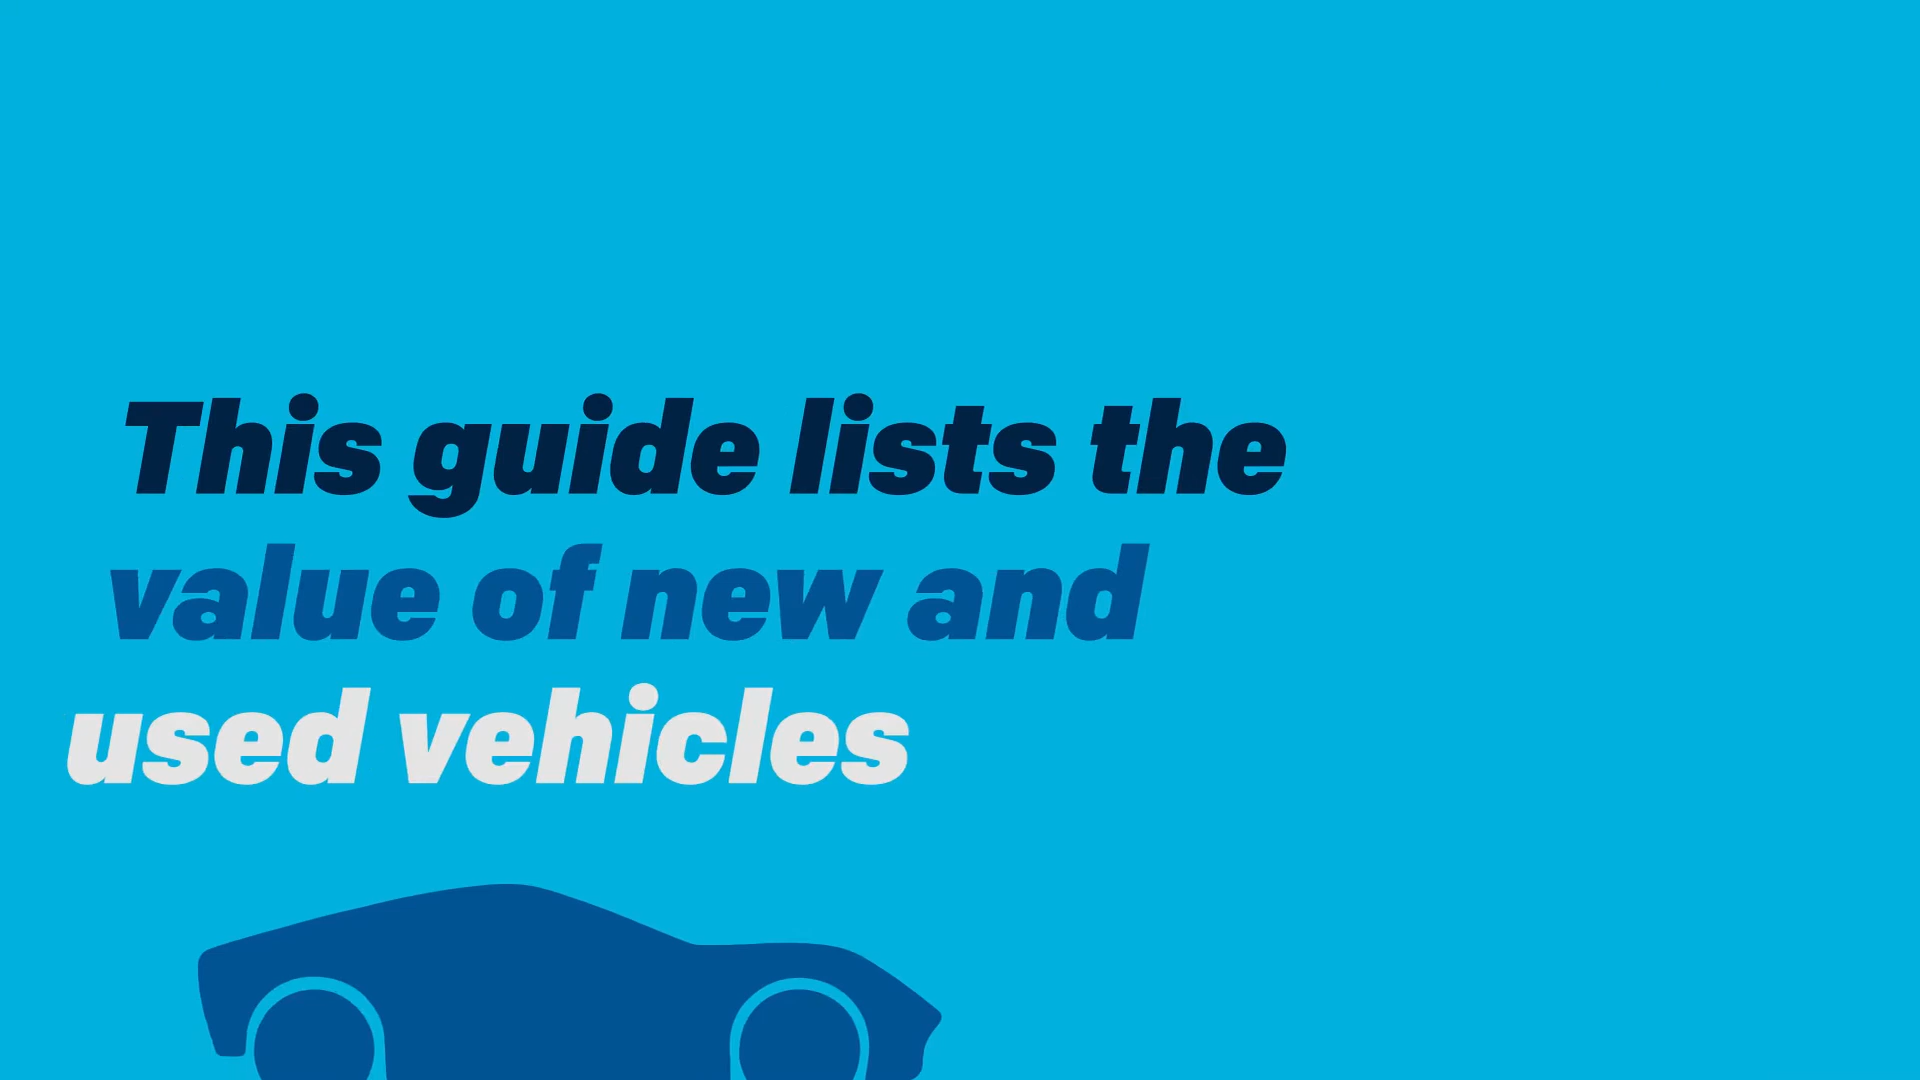 This guide lists the
value of new and
used vehicles